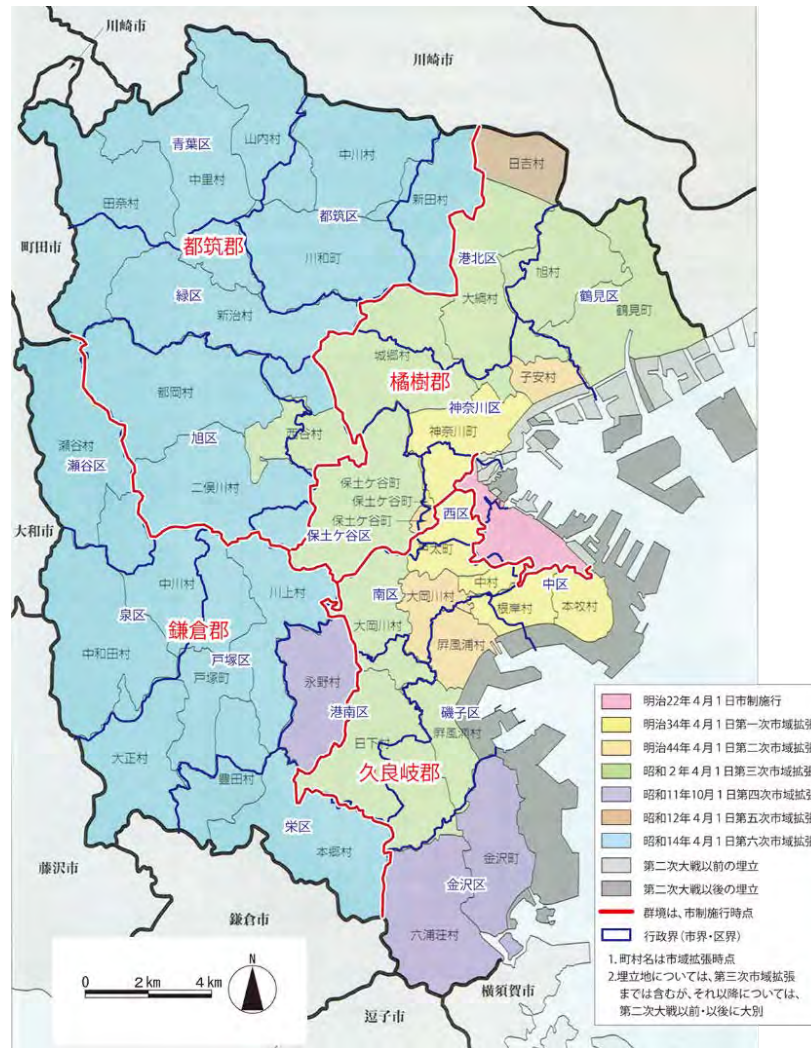 川崎市
川崎市
山内村
青葉区
中川村
日吉村
中里村
田奈村
新田村
都筑区
町田市
都筑郡
港北区
旭村
川和町
鶴見区
緑区
大綱村
鶴見町
新治村
城郷村
子安村
橘樹郡
都岡村
神奈川区
西谷村
神奈川町
瀬谷村
旭区
瀬谷区
保土ケ谷町
二俣川村
保土ケ谷町
西区
保土ケ谷町
大和市
保土ケ谷区
太町
中川村
川上村
中村
中区
南区
大岡川村
泉区
根岸村
本牧村
鎌倉郡
大岡川村
中和田村
戸塚区
屏風浦村
戸塚町
永野村
港南区
磯子区
大正村
日下村
屏風浦村
久良岐郡
豊田村
栄区
本郷村
金沢町
藤沢市
金沢区
鎌倉市
六浦荘村
横須賀市
逗子市
0 2km 4km
N
明治22年4月1日市制施行
明治34年4月1日第一次市域拡張
明治44年4月1日第二次市域拡張
昭和2年4月1日第三次市域拡張
昭和11年10月1日第四次市域拡張
昭和12年4月1日第五次市域拡張
昭和14年4月1日第六次市域拡張
第二次大戦以前の埋立
第二次大戦以後の埋立
群境は、市制施行時点
行政界(市界・区界)
1.町村名は市域拡張時点
2.埋立地については、第三次市域拡張
までは含むが、それ以降については、
第二次大戦以前・以後に大別